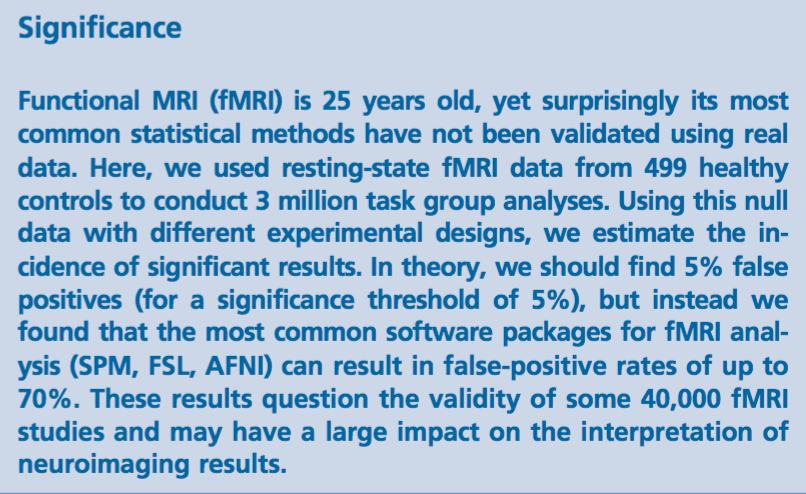 Significance
Functional MRI (fMRI) is 25 years old, yet surprisingly its most
common statistical methods have not been validated using real
data. Here, we used resting-state fMRI data from 499 healthy
controls to conduct 3 million task group analyses. Using this null
data with different experimental designs, we estimate the in-
cidence of significant results. In theory, we should find 5% false
positives (for a significance threshold of 5%), but instead we
found that the most common software packages for fMRI anal-
ysis (SPM, FSL, AFNI) can result in false-positive rates of up to
70%. These results question the validity of some 40,000 fMRI
studies and may have a large impact on the interpretation of
neuroimaging results.